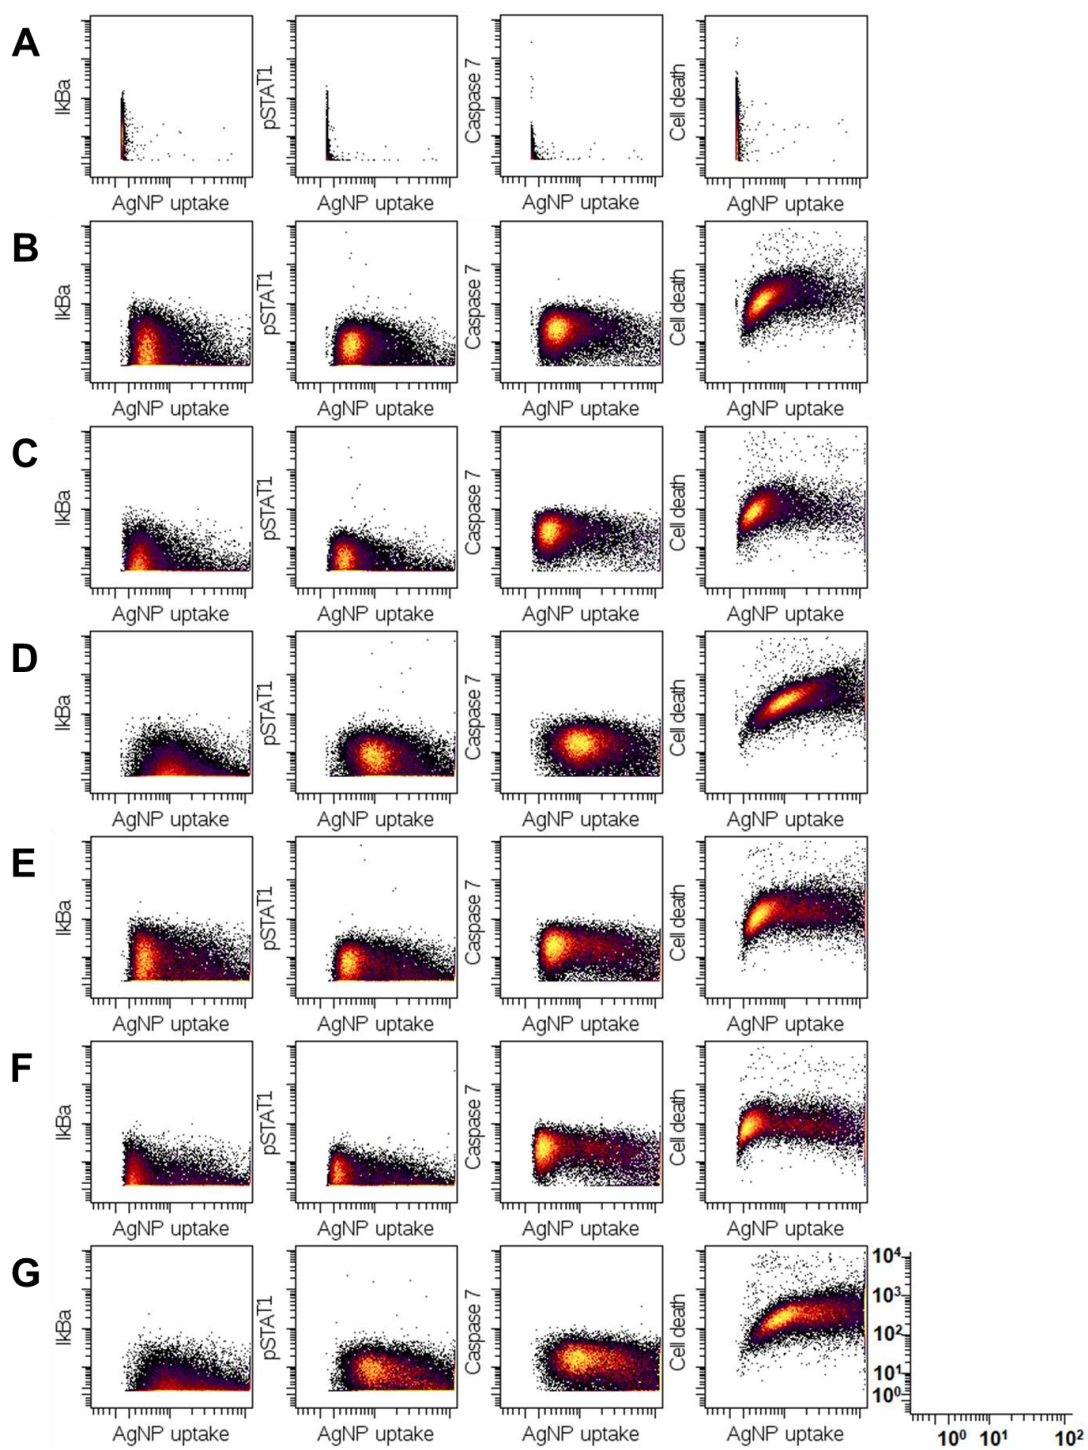 A
IkBa
pSTAT1
Caspase 7
Cell death
AgNP uptake
AgNP uptake
AgNP uptake
AgNP uptake
B
IkBa
pSTAT1
Caspase 7
Cell death
AgNP uptake
AgNP uptake
AgNP uptake
AgNP uptake
C
IkBa
pSTAT1
Caspase 7
Cell death
AgNP uptake
AgNP uptake
AgNP uptake
AgNP uptake
D
IkBa
pSTAT1
Caspase 7
Cell death
AgNP uptake
AgNP uptake
AgNP uptake
AgNP uptake
E
IkBa
pSTAT1
Caspase 7
Cell death
AgNP uptake
AgNP uptake
AgNP uptake
AgNP uptake
F
IkBa
pSTAT1
Caspase 7
Cell death
AgNP uptake
AgNP uptake
AgNP uptake
AgNP uptake
G
IkBa
pSTAT1
Caspase 7
Cell death
10⁴
10³
10²
10¹
10⁰
AgNP uptake
AgNP uptake
AgNP uptake
AgNP uptake
10⁰ 10¹ 10²